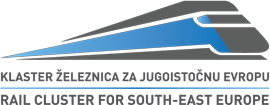 KLASTER ŽELEZNICA ZA JUGOISTOČNU EVROPU
RAIL CLUSTER FOR SOUTH-EAST EUROPE